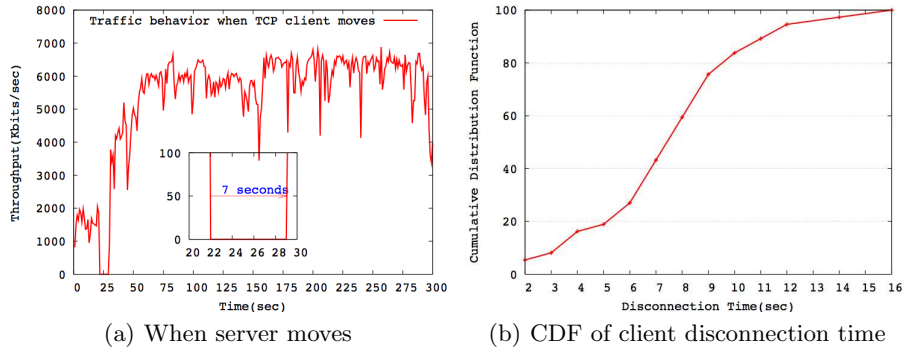 Traffic behavior when TCP client moves
8000
7000
6000
5000
4000
3000
2000
1000
0
Throughput(Kbits/sec)
100
50
0
7 seconds
20 22 24 26 28 30
0 25 50 75 100 125 150 175 200 225 250 275 300
Time(sec)
(a) When server moves
100
80
60
40
20
0
Cumulative Distribution Function
2 3 4 5 6 7 8 9 10 11 12 13 14 15 16
Disconnection Time(sec)
(b) CDF of client disconnection time